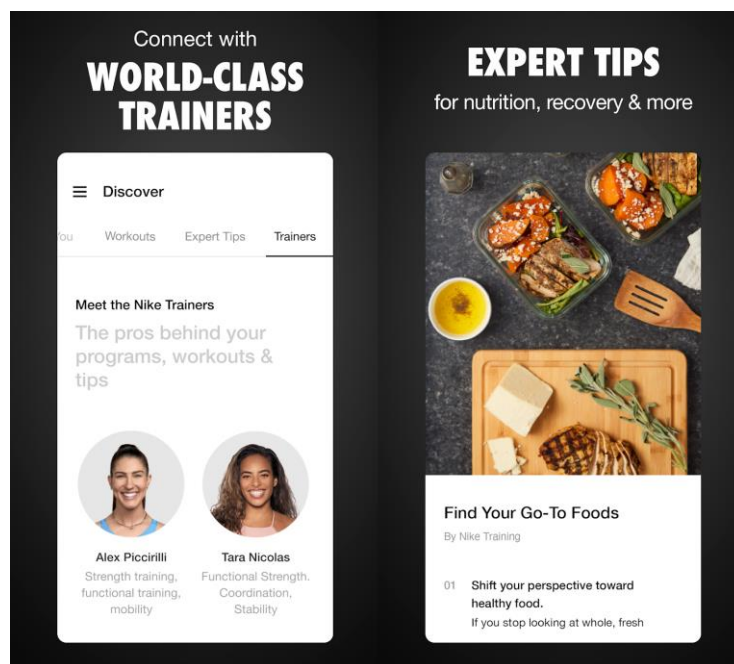 Connect with
WORLD-CLASS
TRAINERS
Discover
Workouts Expert Tips Trainers
Meet the Nike Trainers
The pros behind your
programs, workouts &
tips
Alex Piccirilli
Strength training,
functional training,
mobility
Tara Nicolas
Functional Strength.
Coordination,
Stability
EXPERT TIPS
for nutrition, recovery & more
Find Your Go-To Foods
By Nike Training
01 Shift your perspective toward
healthy food.
If you stop looking at whole, fresh